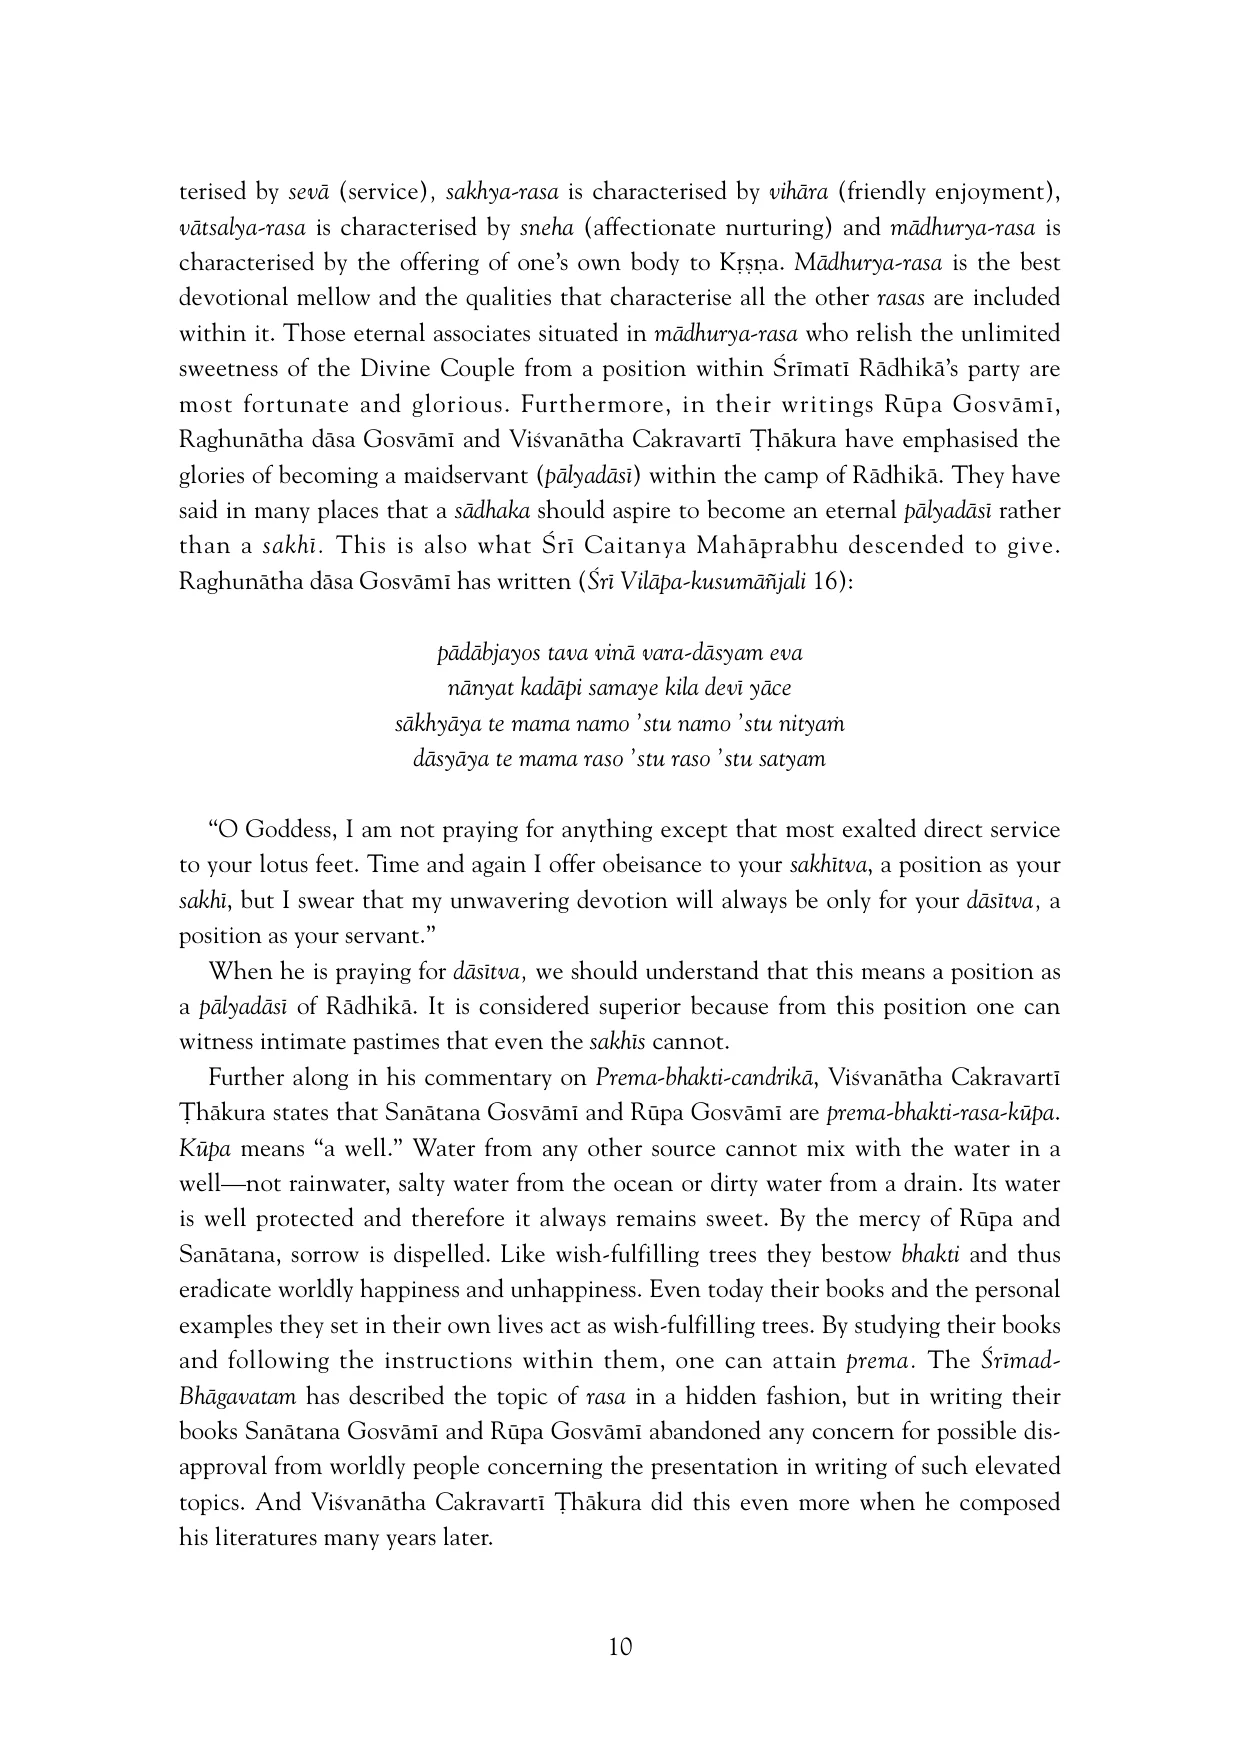 terised by sevā (service), sakhya-rasa is characterised by vihāra (friendly enjoyment),
vātsalya-rasa is characterised by sneha (affectionate nurturing) and mādhurya-rasa is
characterised by the offering of one’s own body to Kṛṣṇa. Mādhurya-rasa is the best
devotional mellow and the qualities that characterise all the other rasas are included
within it. Those eternal associates situated in mādhurya-rasa who relish the unlimited
sweetness of the Divine Couple from a position within Śrīmatī Rādhikā’s party are
most fortunate and glorious. Furthermore, in their writings Rūpa Gosvāmī,
Raghunātha dāsa Gosvāmī and Viśvanātha Cakravartī Ṭhākura have emphasised the
glories of becoming a maidservant (pālyadāsī) within the camp of Rādhikā. They have
said in many places that a sādhaka should aspire to become an eternal pālyadāsī rather
than a sakhī. This is also what Śrī Caitanya Mahāprabhu descended to give.
Raghunātha dāsa Gosvāmī has written (Śrī Vilāpa-kusumāñjali 16):
pādābjayos tava vinā vara-dāsyam eva
nānyat kadāpi samaye kila devī yāce
sākhyāya te mama namo ’stu namo ’stu nityaṁ
dāsyāya te mama raso ’stu raso ’stu satyam
“O Goddess, I am not praying for anything except that most exalted direct service
to your lotus feet. Time and again I offer obeisance to your sakhītva, a position as your
sakhī, but I swear that my unwavering devotion will always be only for your dāsītva, a
position as your servant.”
When he is praying for dāsītva, we should understand that this means a position as
a pālyadāsī of Rādhikā. It is considered superior because from this position one can
witness intimate pastimes that even the sakhīs cannot.
Further along in his commentary on Prema-bhakti-candrikā, Viśvanātha Cakravartī
Ṭhākura states that Sanātana Gosvāmī and Rūpa Gosvāmī are prema-bhakti-rasa-kūpa.
Kūpa means “a well.” Water from any other source cannot mix with the water in a
well—not rainwater, salty water from the ocean or dirty water from a drain. Its water
is well protected and therefore it always remains sweet. By the mercy of Rūpa and
Sanātana, sorrow is dispelled. Like wish-fulfilling trees they bestow bhakti and thus
eradicate worldly happiness and unhappiness. Even today their books and the personal
examples they set in their own lives act as wish-fulfilling trees. By studying their books
and following the instructions within them, one can attain prema. The Śrīmad-
Bhāgavatam has described the topic of rasa in a hidden fashion, but in writing their
books Sanātana Gosvāmī and Rūpa Gosvāmī abandoned any concern for possible dis-
approval from worldly people concerning the presentation in writing of such elevated
topics. And Viśvanātha Cakravartī Ṭhākura did this even more when he composed
his literatures many years later.
10